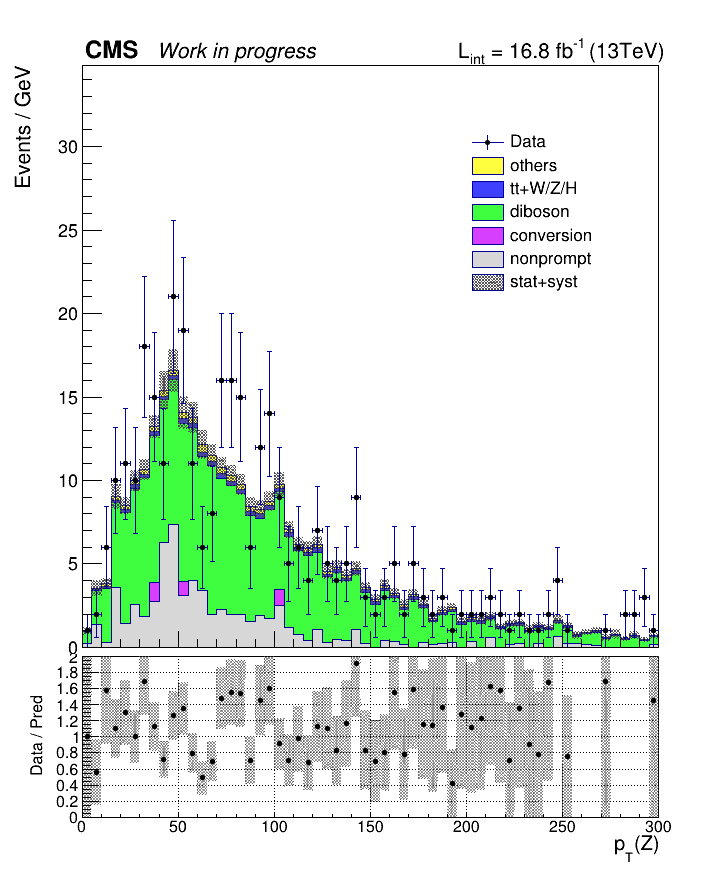 CMS Work in progress L_int = 16.8 fb^-1 (13TeV)
Events / GeV
30
25
20
15
10
5
0
Data
others
tt+W/Z/H
diboson
conversion
nonprompt
stat+syst
Data / Pred
2
1.8
1.6
1.4
1.2
1
0.8
0.6
0.4
0.2
0
0 50 100 150 200 250 300
p_T(Z)